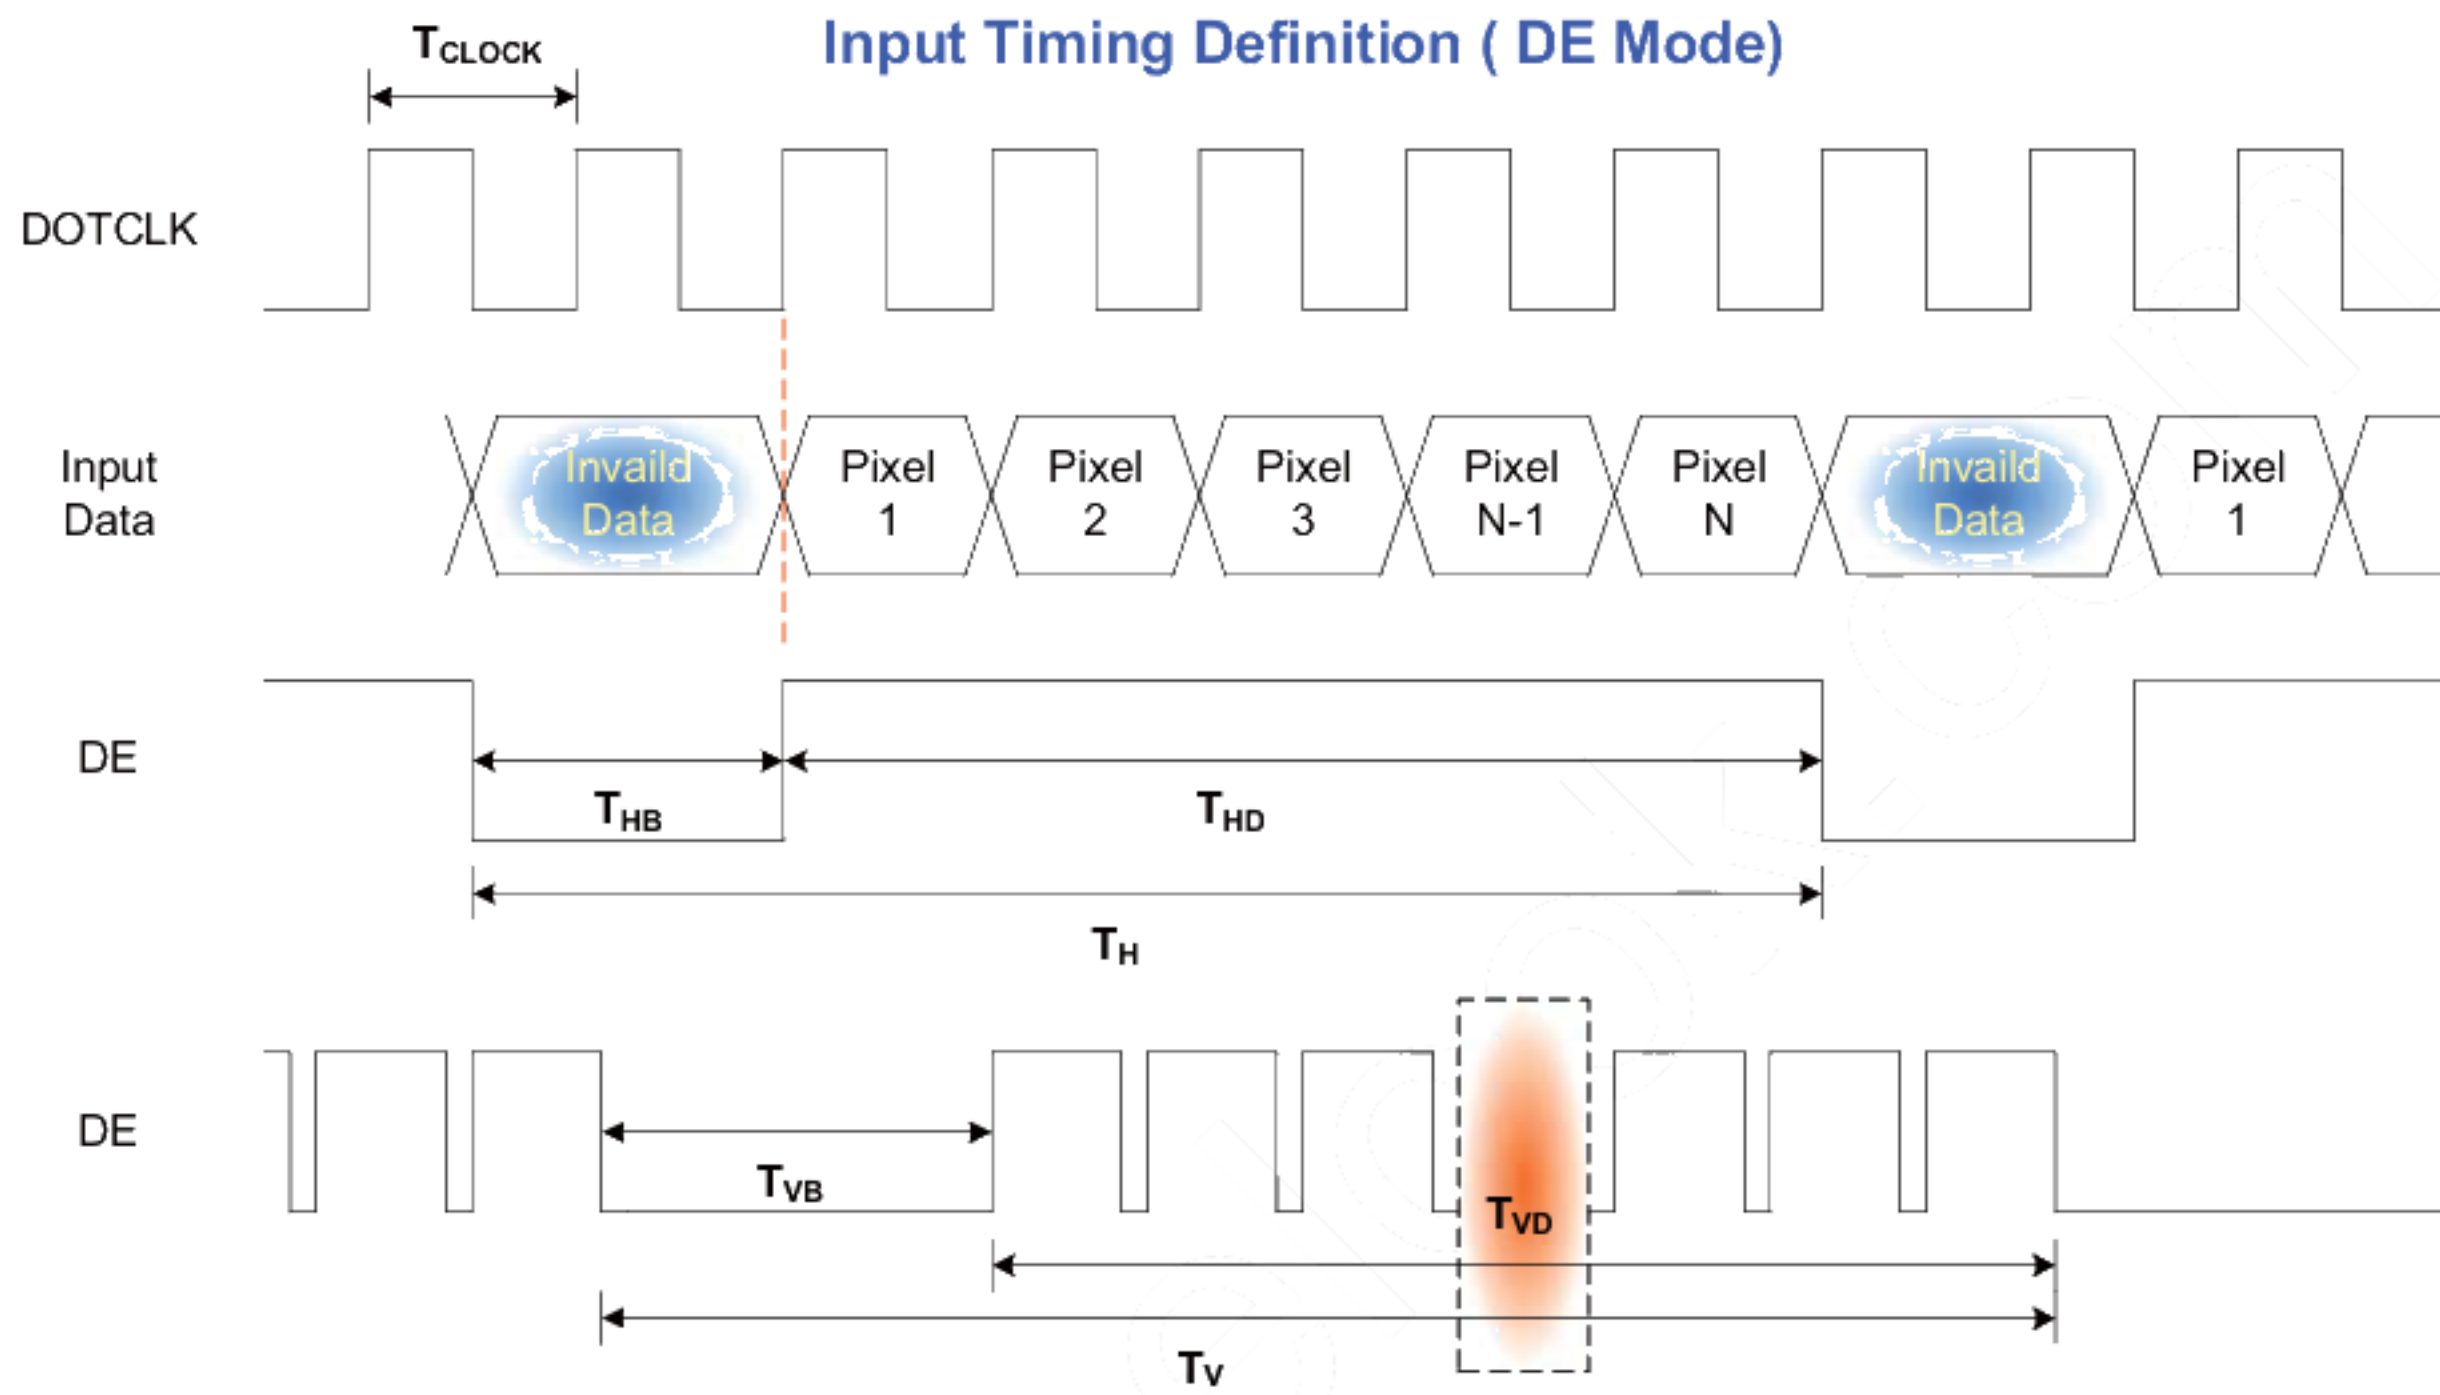 Input Timing Definition ( DE Mode)
TCLOCK
DOTCLK
Input
Data
Invaild
Data
Pixel
1
Pixel
2
Pixel
3
Pixel
N-1
Pixel
N
Invaild
Data
Pixel
1
DE
THB
THD
TH
DE
TVB
TVD
TV